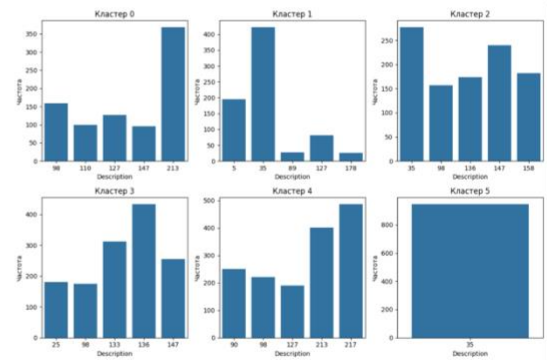 Кластер 0
Кластер 1
Кластер 2
Частота
350
300
250
200
150
100
50
0
98 110 127 147 213
Description
Частота
400
350
300
250
200
150
100
50
0
5 35 89 127 178
Description
Частота
250
200
150
100
50
0
35 98 136 147 158
Description
Кластер 3
Кластер 4
Кластер 5
Частота
400
300
200
100
0
25 98 133 136 147
Description
Частота
500
400
300
200
100
0
90 98 127 213 217
Description
Частота
800
600
400
200
0
35
Description